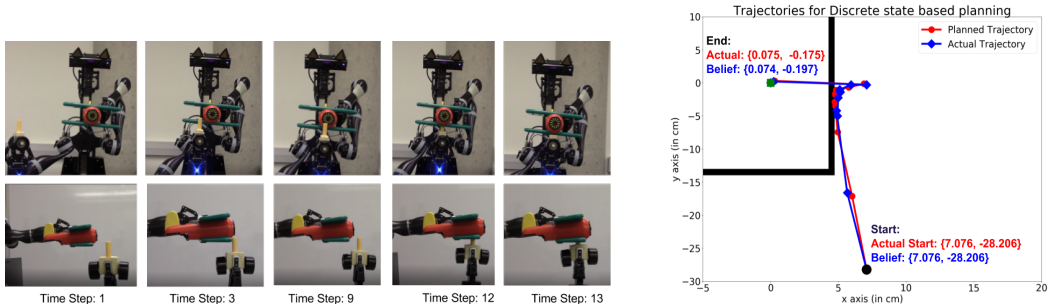 Time Step: 1
Time Step: 3
Time Step: 9
Time Step: 12
Time Step: 13
Trajectories for Discrete state based planning
Planned Trajectory
Actual Trajectory
End:
Actual: {0.075, -0.175}
Belief: {0.074, -0.197}
Start:
Actual Start: {7.076, -28.206}
Belief: {7.076, -28.206}
y axis (in cm)
10
5
0
−5
−10
−15
−20
−25
−30
−5
0
5
10
15
20
x axis (in cm)